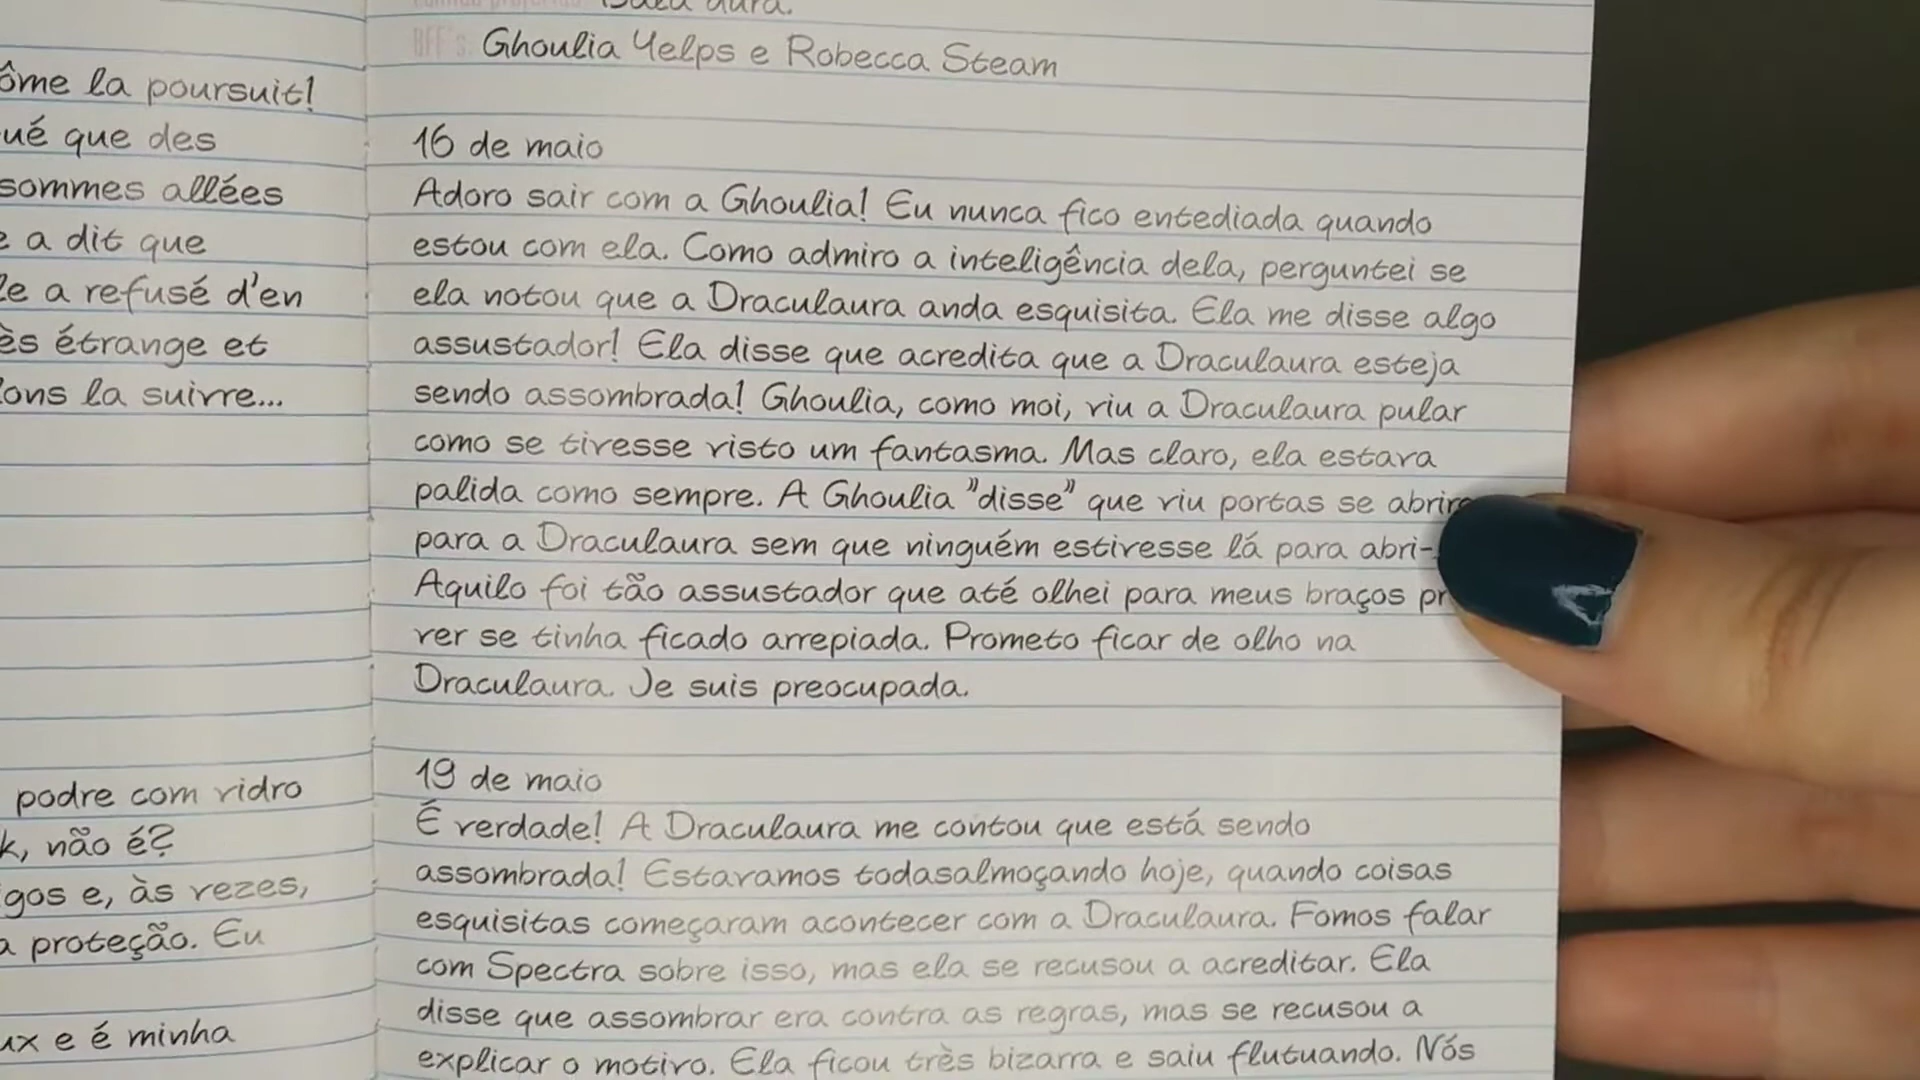 ôme la poursuit!
ué que des
sommes allées
e a dit que
le a refusé d'en
ès étrange et
lons la suivre...
podre com vidro
k, não é?
gos e, às vezes,
a proteção. Eu
ux e é minha
BFF's: Ghoulia Yelps e Robecca Steam
16 de maio
Adoro sair com a Ghoulia! Eu nunca fico entediada quando
estou com ela. Como admiro a inteligência dela, perguntei se
ela notou que a Draculaura anda esquisita. Ela me disse algo
assustador! Ela disse que acredita que a Draculaura esteja
sendo assombrada! Ghoulia, como moi, viu a Draculaura pular
como se tivesse visto um fantasma. Mas claro, ela estava
palida como sempre. A Ghoulia "disse" que viu portas se
para a Draculaura sem que ninguém estivesse lá para abri-
Aquilo foi tão assustador que até olhei para meus braços
ver se tinha ficado arrepiada. Prometo ficar de olho na
Draculaura. Je suis preocupada.
19 de maio
É verdade! A Draculaura me contou que está sendo
assombrada! Estavamos todasalmoçando hoje, quando coisas
esquisitas começaram acontecer com a Draculaura. Fomos falar
com Spectra sobre isso, mas ela se recusou a acreditar. Ela
disse que assombrar era contra as regras, mas se recusou a
explicar o motivo. Ela ficou très bizarra e saiu flutuando. Nós